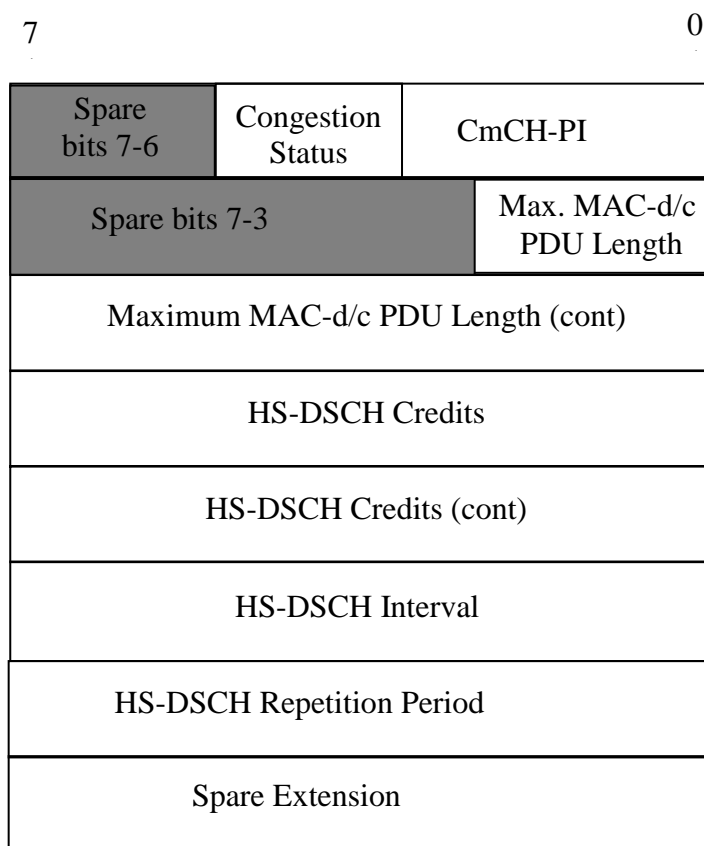 7 0
Spare
bits 7-6
Congestion
Status
CmCH-PI
Spare bits 7-3
Max. MAC-d/c
PDU Length
Maximum MAC-d/c PDU Length (cont)
HS-DSCH Credits
HS-DSCH Credits (cont)
HS-DSCH Interval
HS-DSCH Repetition Period
Spare Extension